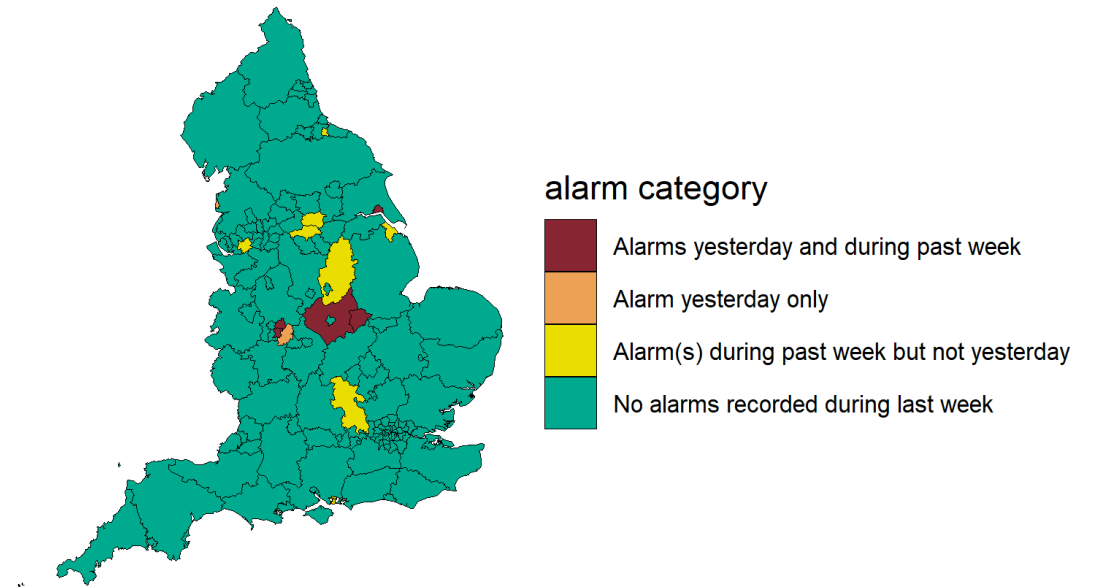 alarm category
Alarms yesterday and during past week
Alarm yesterday only
Alarm(s) during past week but not yesterday
No alarms recorded during last week